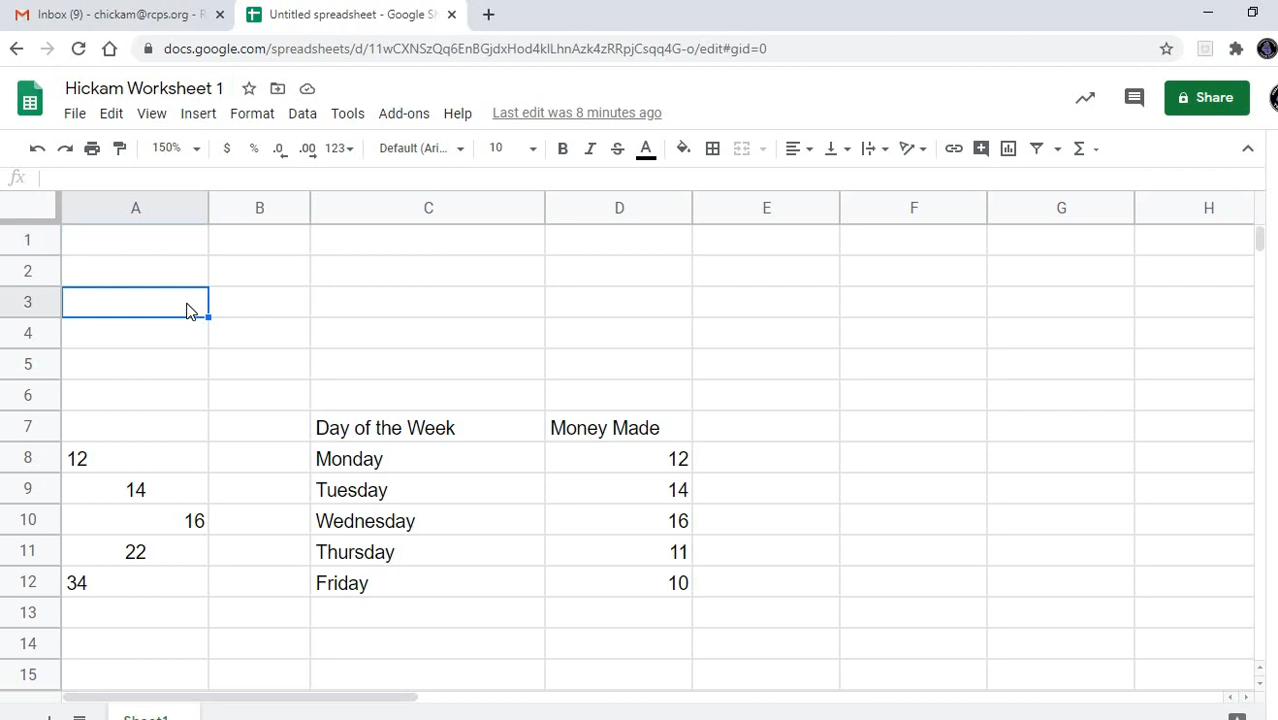 Inbox (9) - chickam@rcps.org - R
Untitled spreadsheet - Google Sh
docs.google.com/spreadsheets/d/11wCXNSzQq6EnBGjdxHod4klLhnAzk4zRRpjCsqq4G-o/edit#gid=0
Hickam Worksheet 1
File Edit View Insert Format Data Tools Add-ons Help Last edit was 8 minutes ago
Share
150% $ % .0 .00 123 Default (Ari... 10 B I S A
fx
A B C D E F G H
1
2
3
4
5
6
7 Day of the Week Money Made
8 12 Monday 12
9 14 Tuesday 14
10 16 Wednesday 16
11 22 Thursday 11
12 34 Friday 10
13
14
15
Sheet1